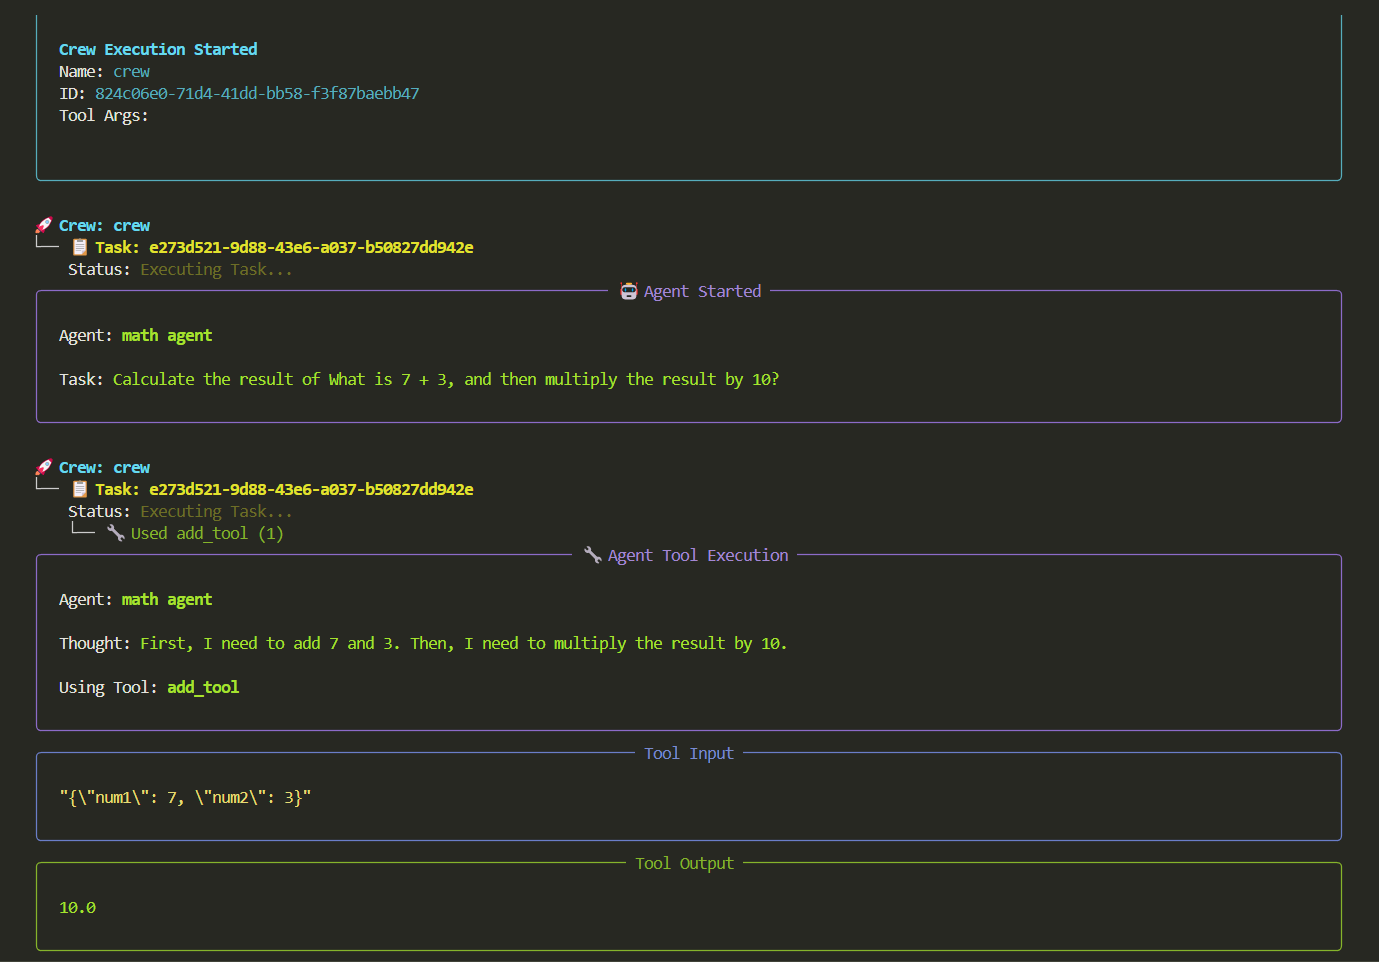 Crew Execution Started
Name: crew
ID: 824c06e0-71d4-41dd-bb58-f3f87baebb47
Tool Args:
Crew: crew
Task: e273d521-9d88-43e6-a037-b50827dd942e
Status: Executing Task...
Agent Started
Agent: math agent
Task: Calculate the result of What is 7 + 3, and then multiply the result by 10?
Crew: crew
Task: e273d521-9d88-43e6-a037-b50827dd942e
Status: Executing Task...
Used add_tool (1)
Agent Tool Execution
Agent: math agent
Thought: First, I need to add 7 and 3. Then, I need to multiply the result by 10.
Using Tool: add_tool
Tool Input
"{\"num1\": 7, \"num2\": 3}"
Tool Output
10.0